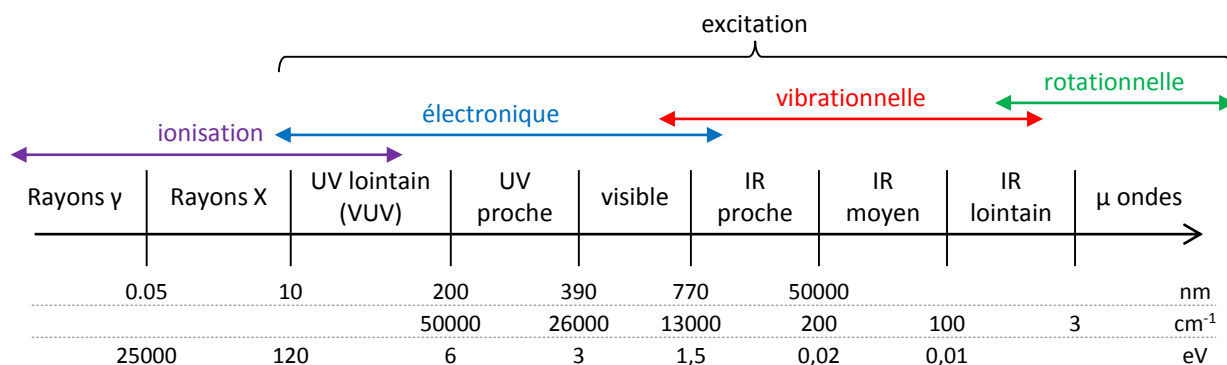 excitation
rotationnelle
vibrationnelle
électronique
ionisation
Rayons γ Rayons X UV lointain (VUV) UV proche visible IR proche IR moyen IR lointain μ ondes
0.05 10 200 390 770 50000 nm
50000 26000 13000 200 100 3 cm-1
25000 120 6 3 1,5 0,02 0,01 eV